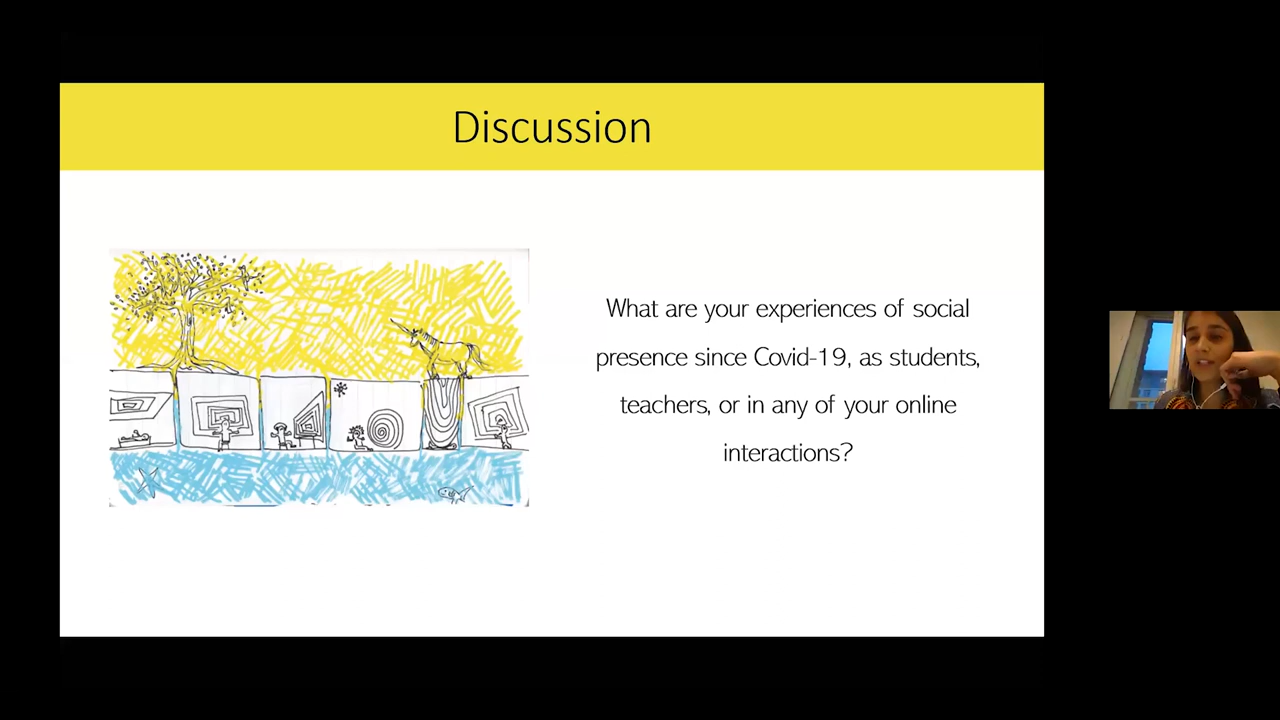 Discussion
What are your experiences of social
presence since Covid-19, as students,
teachers, or in any of your online
interactions?